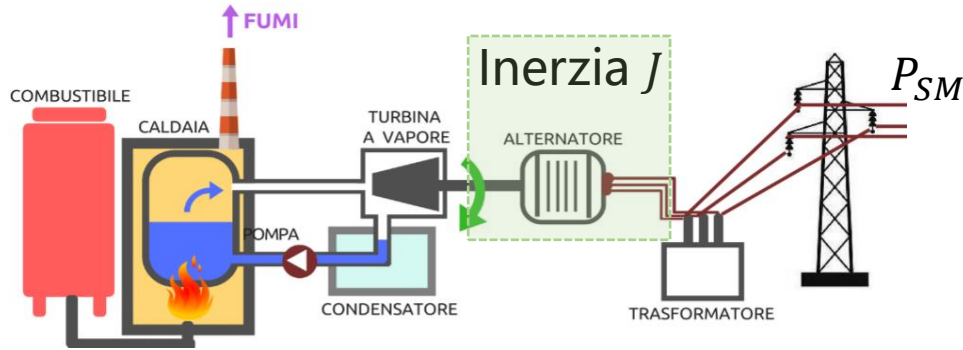 FUMI
COMBUSTIBILE
CALDAIA
TURBINA
A VAPORE
Inerzia J
ALTERNATORE
P_SM
POMPA
CONDENSATORE
TRASFORMATORE